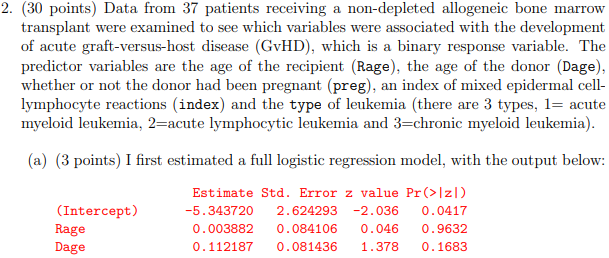 2. (30 points) Data from 37 patients receiving a non-depleted allogeneic bone marrow
transplant were examined to see which variables were associated with the development
of acute graft-versus-host disease (GvHD), which is a binary response variable. The
predictor variables are the age of the recipient (Rage), the age of the donor (Dage),
whether or not the donor had been pregnant (preg), an index of mixed epidermal cell-
lymphocyte reactions (index) and the type of leukemia (there are 3 types, 1= acute
myeloid leukemia, 2=acute lymphocytic leukemia and 3=chronic myeloid leukemia).
(a) (3 points) I first estimated a full logistic regression model, with the output below:
Estimate Std. Error z value Pr(>|z|)
(Intercept) -5.343720 2.624293 -2.036 0.0417
Rage 0.003882 0.084106 0.046 0.9632
Dage 0.112187 0.081436 1.378 0.1683